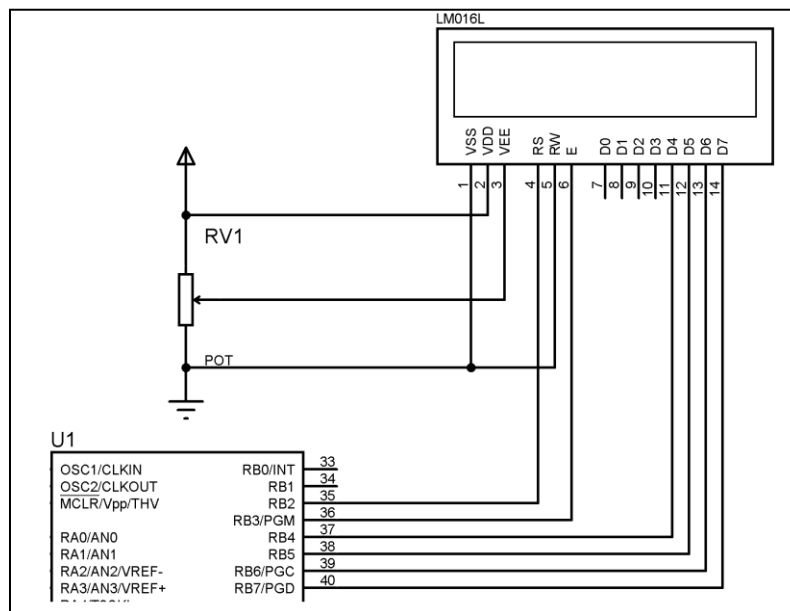 LM016L
VSS
VDD
VEE
RS
RW
E
D0
D1
D2
D3
D4
D5
D6
D7
1
2
3
4
5
6
7
8
9
10
11
12
13
14
RV1
POT
U1
OSC1/CLKIN
OSC2/CLKOUT
MCLR/Vpp/THV
RA0/AN0
RA1/AN1
RA2/AN2/VREF-
RA3/AN3/VREF+
RB0/INT
RB1
RB2
RB3/PGM
RB4
RB5
RB6/PGC
RB7/PGD
33
34
35
36
37
38
39
40